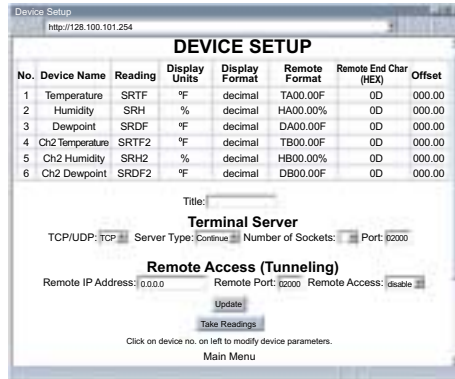 Device Setup
http://128.100.101.254
DEVICE SETUP
No. Device Name Reading Display Units Display Format Remote Format Remote End Char (HEX) Offset
1 Temperature SRTF ºF decimal TA00.00F 0D 000.00
2 Humidity SRH % decimal HA00.00% 0D 000.00
3 Dewpoint SRDF ºF decimal DA00.00F 0D 000.00
4 Ch2 Temperature SRTF2 ºF decimal TB00.00F 0D 000.00
5 Ch2 Humidity SRH2 % decimal HB00.00% 0D 000.00
6 Ch2 Dewpoint SRDF2 ºF decimal DB00.00F 0D 000.00
Title:
Terminal Server
TCP/UDP: TCP Server Type: Continue Number of Sockets: Port: 02000
Remote Access (Tunneling)
Remote IP Address: 0.0.0.0 Remote Port: 02000 Remote Access: disable
Update
Take Readings
Click on device no. on left to modify device parameters.
Main Menu